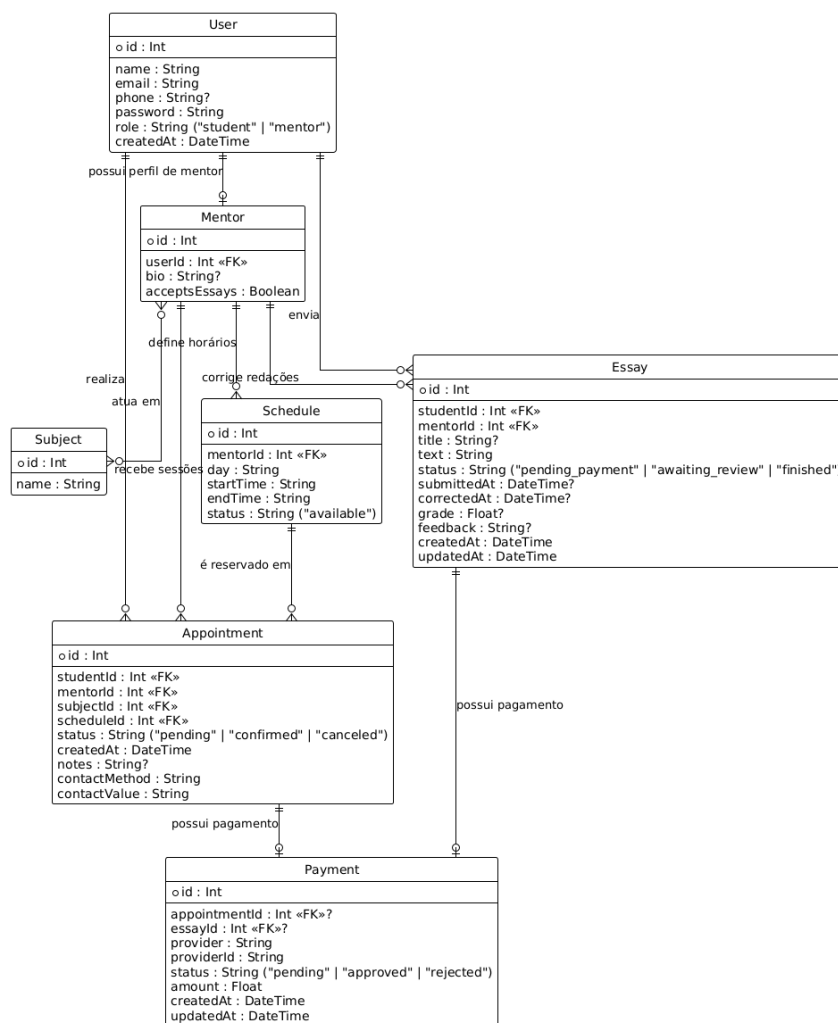 User
id : Int
name : String
email : String
phone : String?
password : String
role : String ("student" | "mentor")
createdAt : DateTime
possui perfil de mentor
Mentor
id : Int
userId : Int «FK»
bio : String?
acceptsEssays : Boolean
envia
define horários
corrige redações
realiza
atua em
Essay
id : Int
studentId : Int «FK»
mentorId : Int «FK»
title : String?
text : String
status : String ("pending_payment" | "awaiting_review" | "finished")
submittedAt : DateTime?
correctedAt : DateTime?
grade : Float?
feedback : String?
createdAt : DateTime
updatedAt : DateTime
Schedule
id : Int
mentorId : Int «FK»
day : String
startTime : String
endTime : String
status : String ("available")
Subject
id : Int
name : String
recebe sessões
é reservado em
Appointment
id : Int
studentId : Int «FK»
mentorId : Int «FK»
subjectId : Int «FK»
scheduleId : Int «FK»
status : String ("pending" | "confirmed" | "canceled")
createdAt : DateTime
notes : String?
contactMethod : String
contactValue : String
possui pagamento
possui pagamento
Payment
id : Int
appointmentId : Int «FK»?
essayId : Int «FK»?
provider : String
providerId : String
status : String ("pending" | "approved" | "rejected")
amount : Float
createdAt : DateTime
updatedAt : DateTime